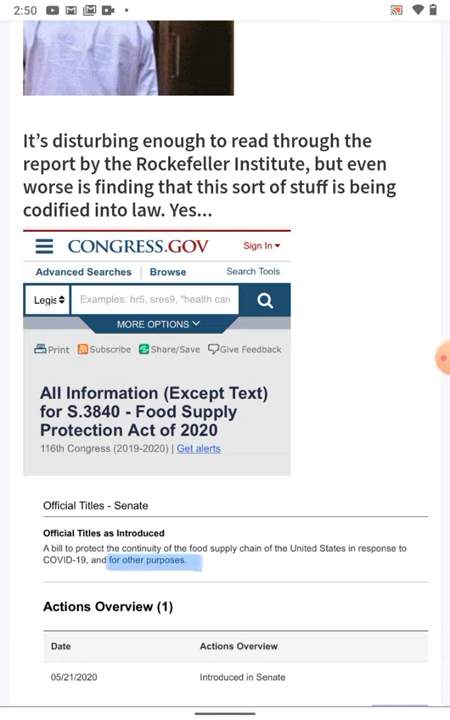 2:50
It's disturbing enough to read through the
report by the Rockefeller Institute, but even
worse is finding that this sort of stuff is being
codified into law. Yes...
CONGRESS.GOV Sign In
Advanced Searches Browse Search Tools
Legis Examples: hr5, sres9, "health can
MORE OPTIONS
Print Subscribe Share/Save Give Feedback
All Information (Except Text)
for S.3840 - Food Supply
Protection Act of 2020
116th Congress (2019-2020) | Get alerts
Official Titles - Senate
Official Titles as Introduced
A bill to protect the continuity of the food supply chain of the United States in response to
COVID-19, and for other purposes.
Actions Overview (1)
Date Actions Overview
05/21/2020 Introduced in Senate